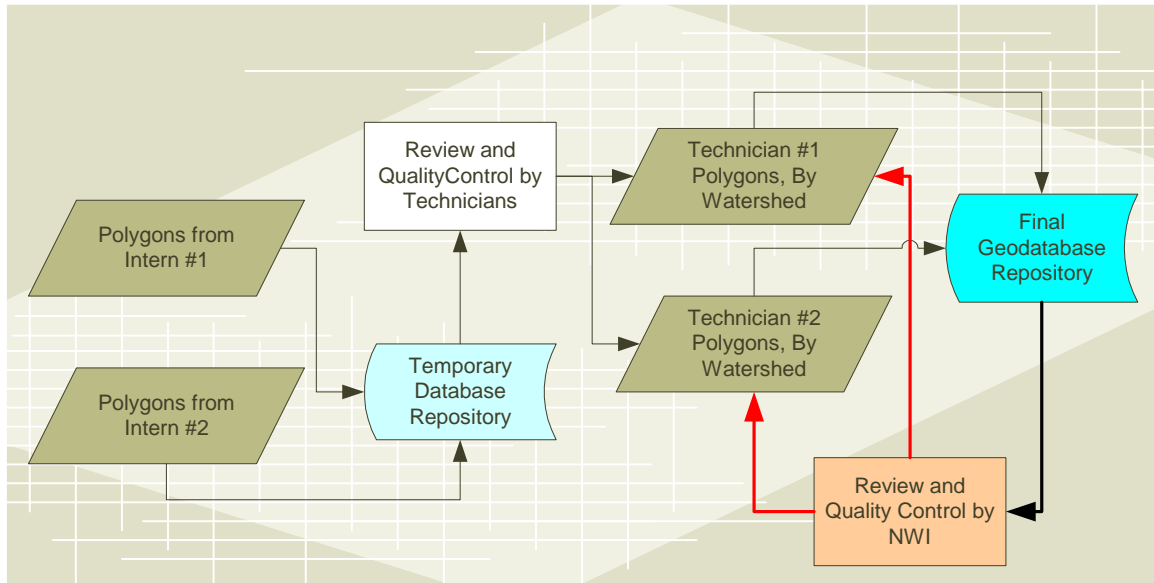 Polygons from
Intern #1
Polygons from
Intern #2
Temporary
Database
Repository
Review and
QualityControl by
Technicians
Technician #1
Polygons, By
Watershed
Technician #2
Polygons, By
Watershed
Final
Geodatabase
Repository
Review and
Quality Control by
NWI